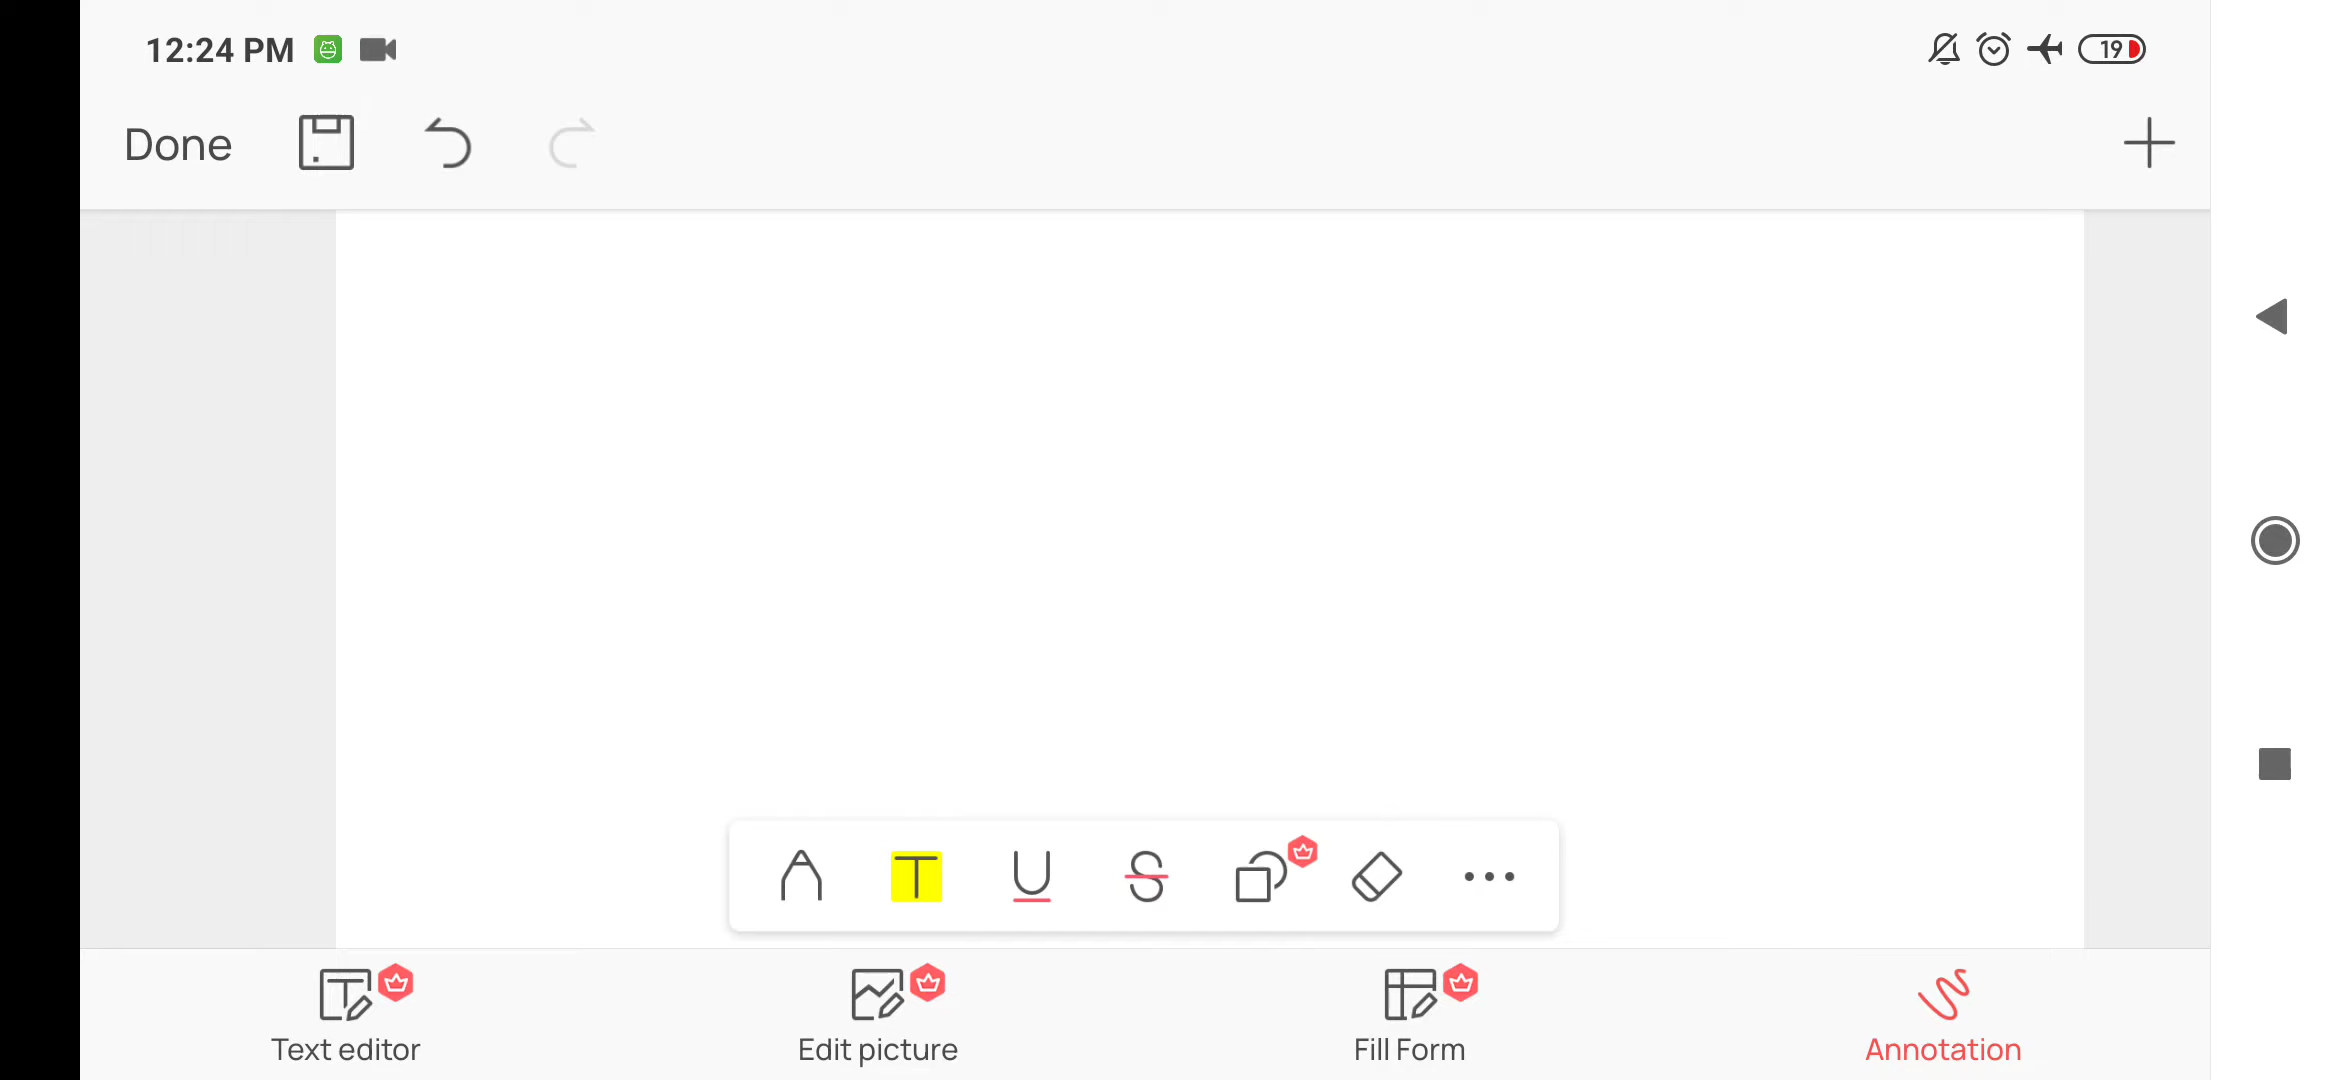 12:24 PM
19
Done
Text editor
Edit picture
Fill Form
Annotation